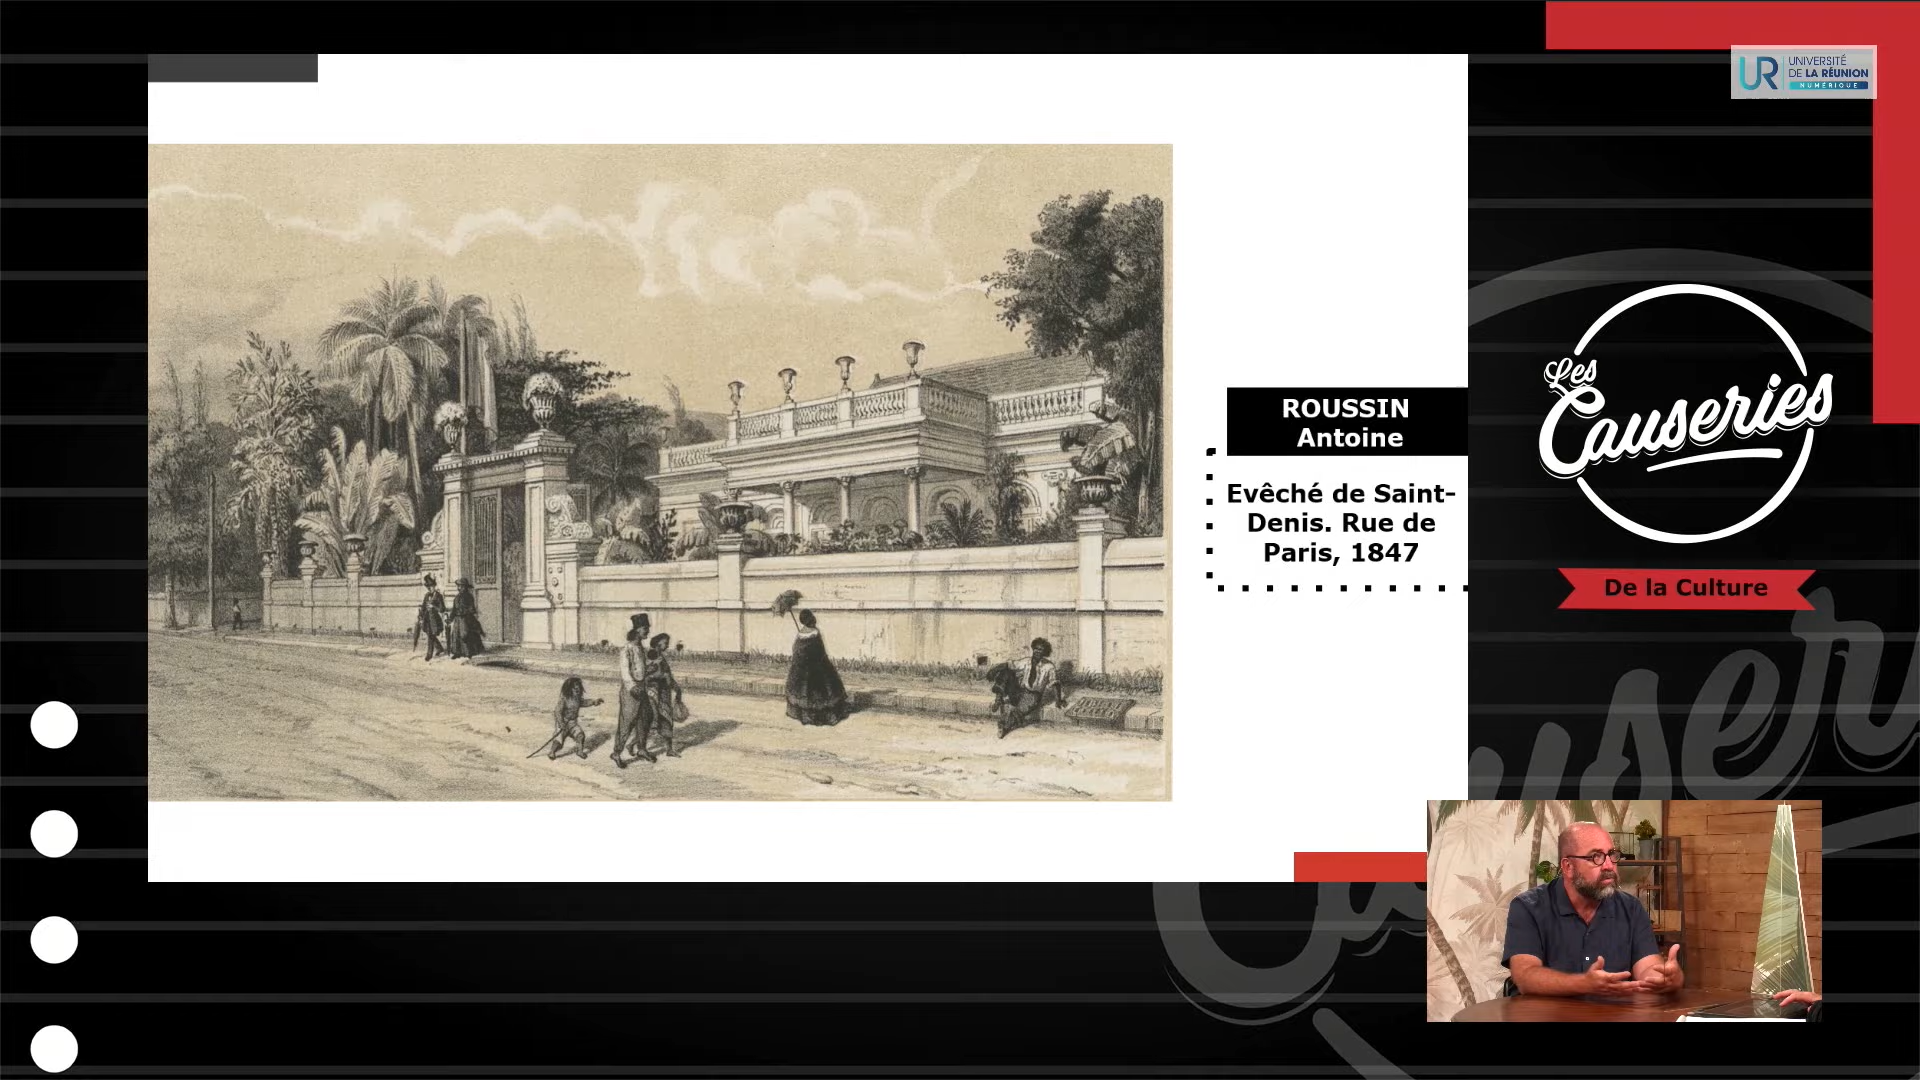 UR
UNIVERSITÉ
DE LA RÉUNION
NUMÉRIQUE
ROUSSIN
Antoine
Evêché de Saint-
Denis. Rue de
Paris, 1847
Les
Causeries
De la Culture